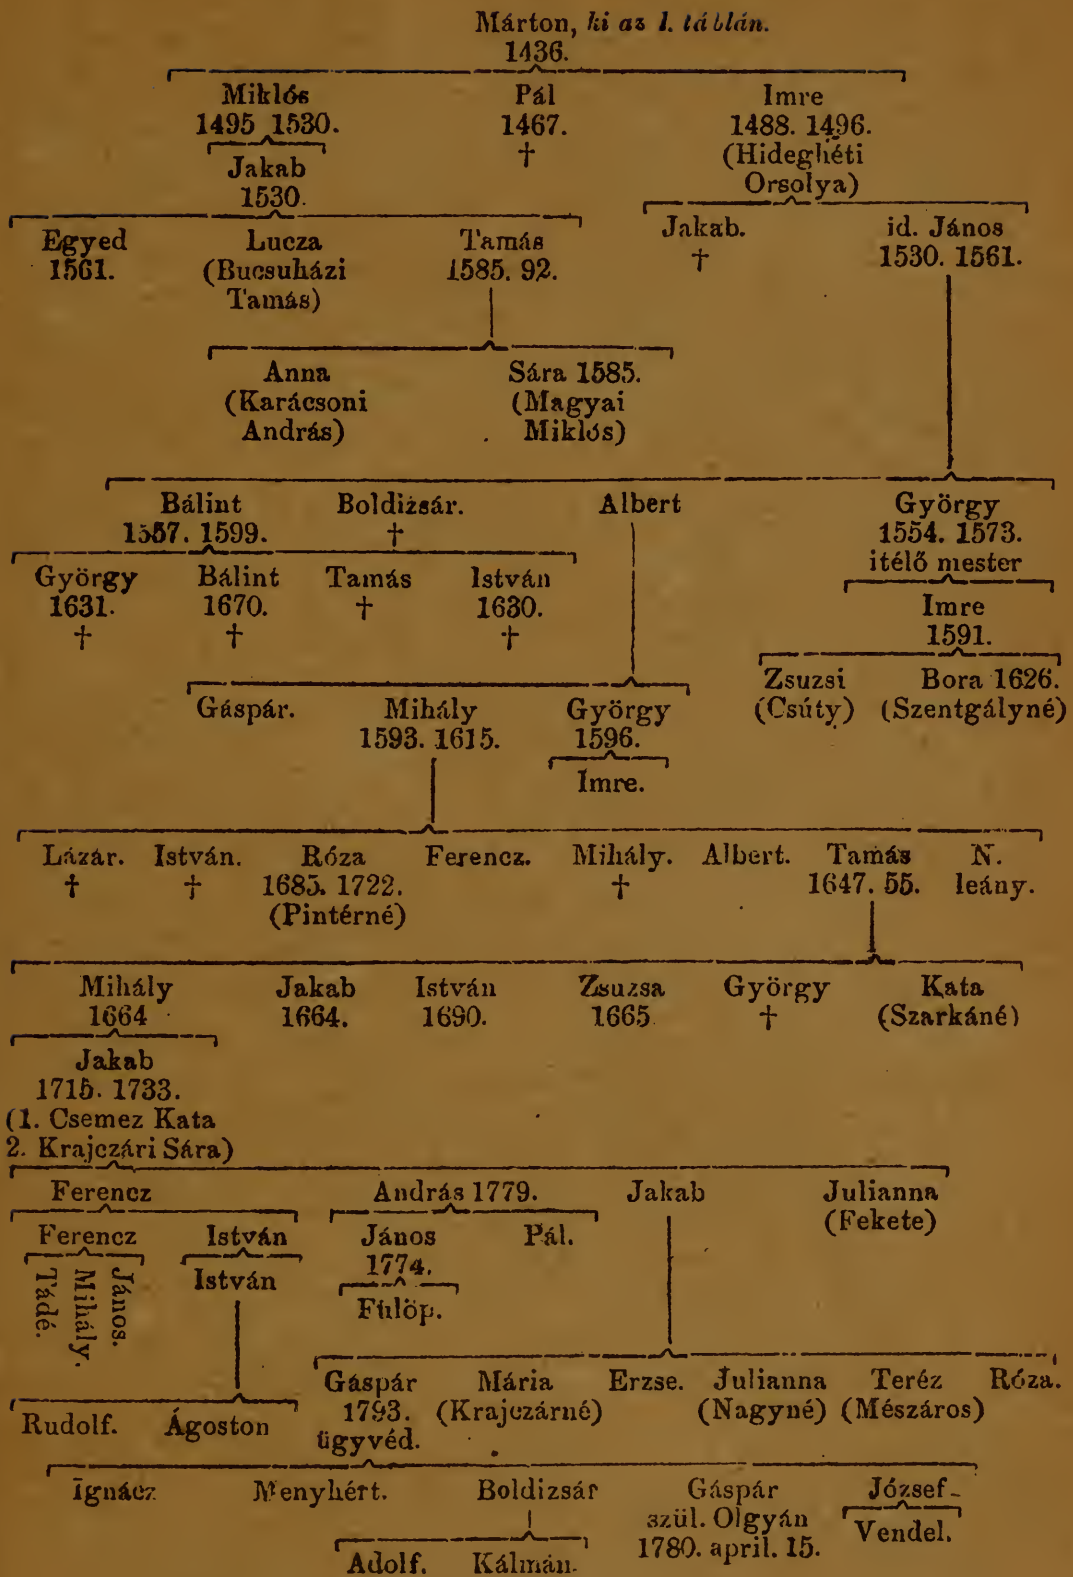 Márton, ki az I. táblán.
1436.
Miklós Pál Imre
1495 1530. 1467. 1488. 1496.
† (Hideghéti
Jakab Orsolya)
1530.
Jakab. id. János
† 1530. 1561.
Egyed Lucza Tamás
1561. (Bucsuházi 1585. 92.
Tamás)
Anna Sára 1585.
(Karácsoni (Magyai
András) Miklós)
Bálint Boldizsár. Albert György
1557. 1599. † 1554. 1573.
itélő mester
György Bálint Tamás István
1631. 1670. † 1630.
† † †
Imre
1591.
Zsuzsi Bora 1626.
(Csúty) (Szentgályné)
Gáspár. Mihály György
1593. 1615. 1596.
Imre.
Lázár. István. Róza Ferencz. Mihály. Albert. Tamás N.
† † 1685. 1722. † 1647. 55. leány.
(Pintérné)
Mihály Jakab István Zsuzsa György Kata
1664 1664. 1690. 1665 † (Szarkáné)
Jakab
1715. 1733.
(1. Csemez Kata
2. Krajczári Sára)
Ferencz András 1779. Jakab Julianna
(Fekete)
Ferencz István János Pál.
1774.
János.
Mihály.
Tádé.
István Fülöp.
Gáspár Mária Erzse. Julianna Teréz Róza.
1793. (Krajczárné) (Nagyné) (Mészáros)
ügyvéd.
Rudolf. Ágoston
Ignácz Menyhért. Boldizsár Gáspár József
szül. Olgyán
1780. april. 15.
Vendel.
Adolf. Kálmán.